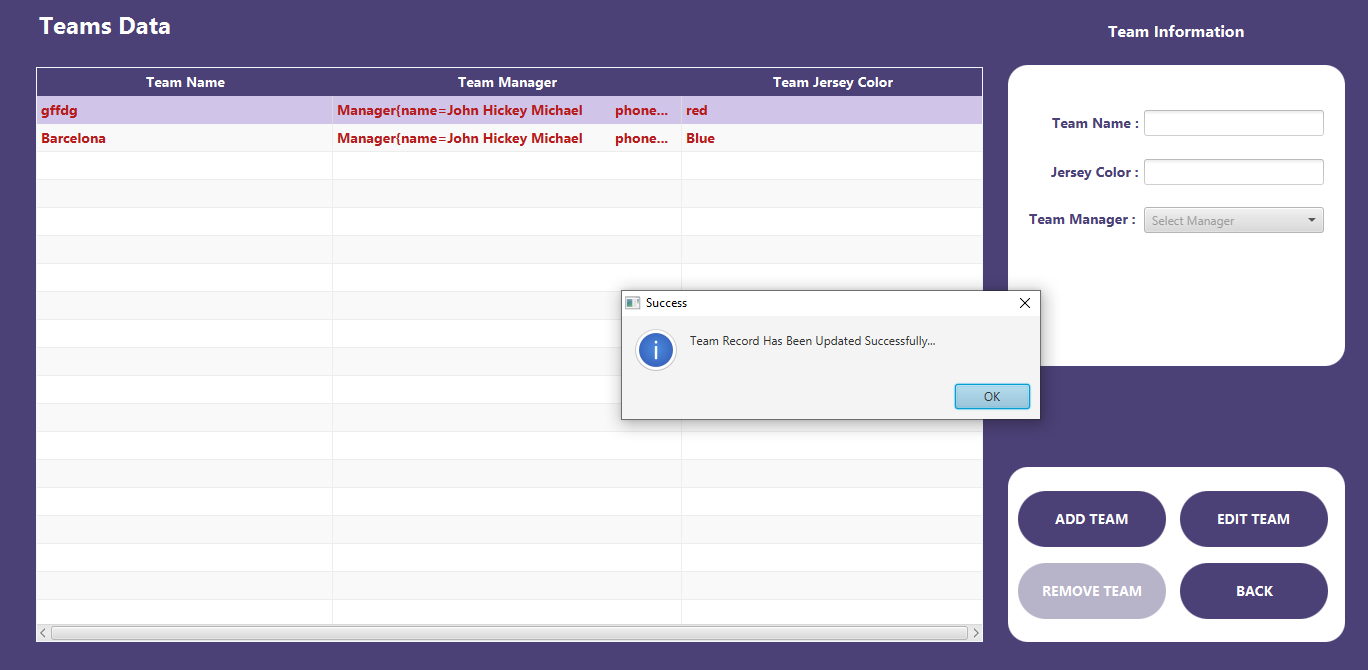 Teams Data
Team Information
Team Name Team Manager Team Jersey Color
gffdg Manager{name=John Hickey Michael phone... red
Barcelona Manager{name=John Hickey Michael phone... Blue
Team Name :
Jersey Color :
Team Manager : Select Manager
Success
Team Record Has Been Updated Successfully...
OK
ADD TEAM EDIT TEAM
REMOVE TEAM BACK